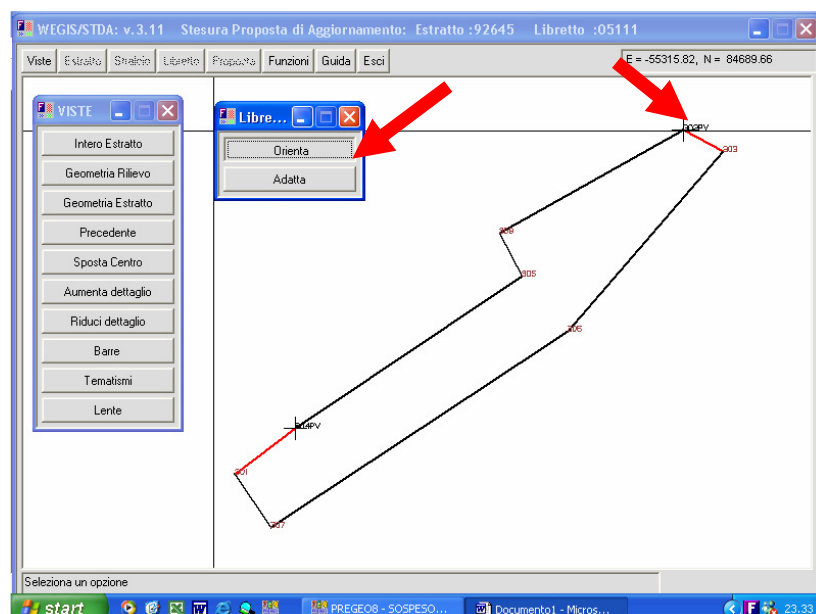 WEGIS/STDA: v.3.11 Stesura Proposta di Aggiornamento: Estratto :92645 Libretto :05111
Viste Estratto Stralcio Libretto Proposta Funzioni Guida Esci
E = -55315.82, N = 84689.66
VISTE
Intero Estratto
Geometria Rilievo
Geometria Estratto
Precedente
Sposta Centro
Aumenta dettaglio
Riduci dettaglio
Barre
Tematismi
Lente
Libre...
Orienta
Adatta
302PV
303
305
306
301
307
Seleziona un opzione
start
PREGEO8 - SOSPESO...
Documento1 - Micros...
23.33